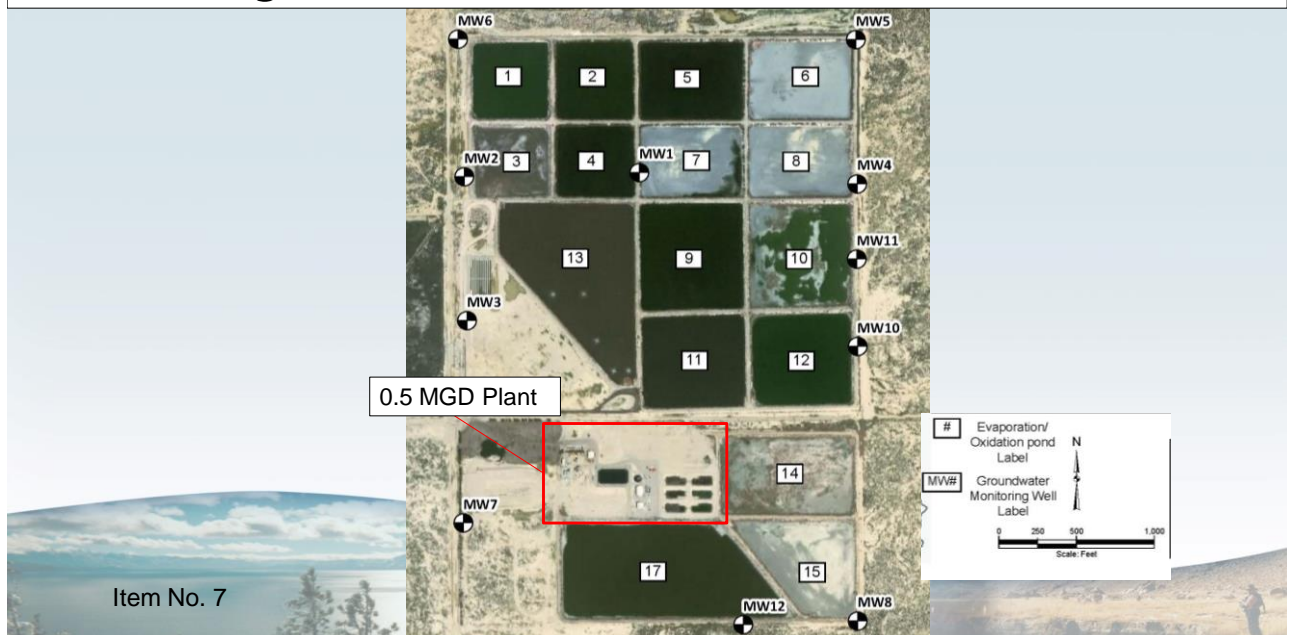 MW6
MW5
1
2
5
6
MW2
3
4
MW1
7
8
MW4
13
9
10
MW11
MW3
11
12
MW10
0.5 MGD Plant
14
MW7
17
15
MW12
MW8
# Evaporation/
Oxidation pond
Label
N
MW# Groundwater
Monitoring Well
Label
0 250 500 1,000
Scale: Feet
Item No. 7